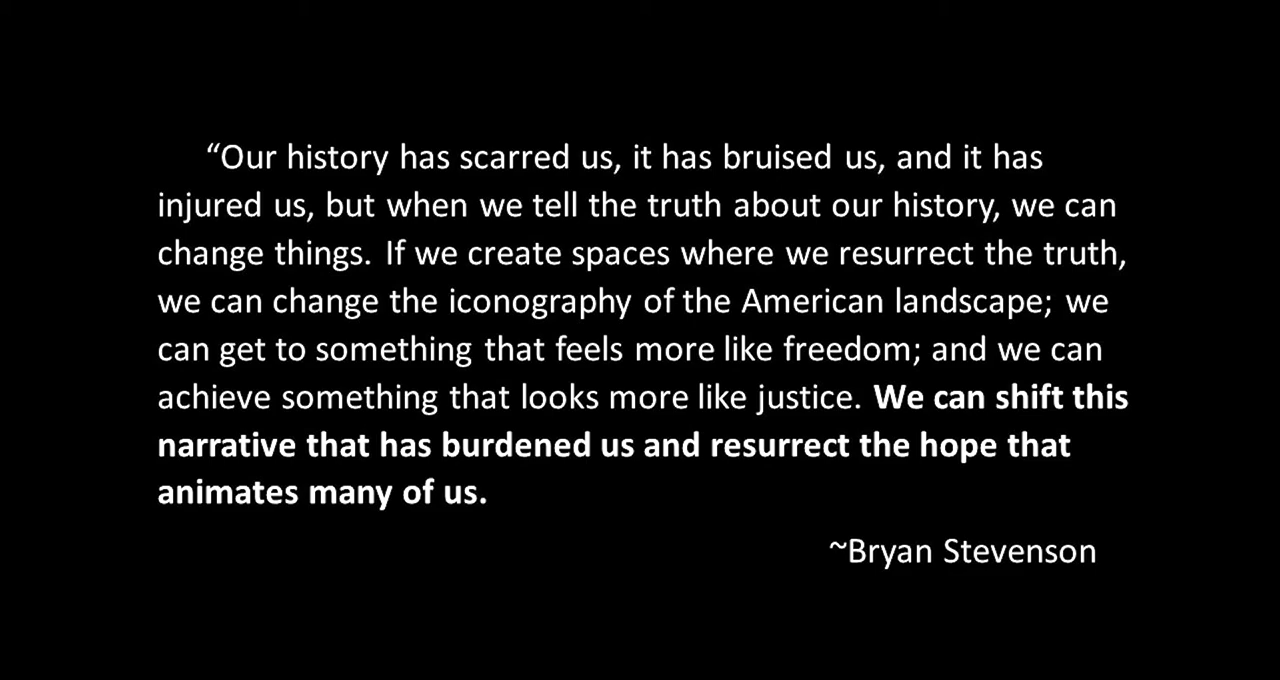 “Our history has scarred us, it has bruised us, and it has
injured us, but when we tell the truth about our history, we can
change things. If we create spaces where we resurrect the truth,
we can change the iconography of the American landscape; we
can get to something that feels more like freedom; and we can
achieve something that looks more like justice. We can shift this
narrative that has burdened us and resurrect the hope that
animates many of us.
~Bryan Stevenson